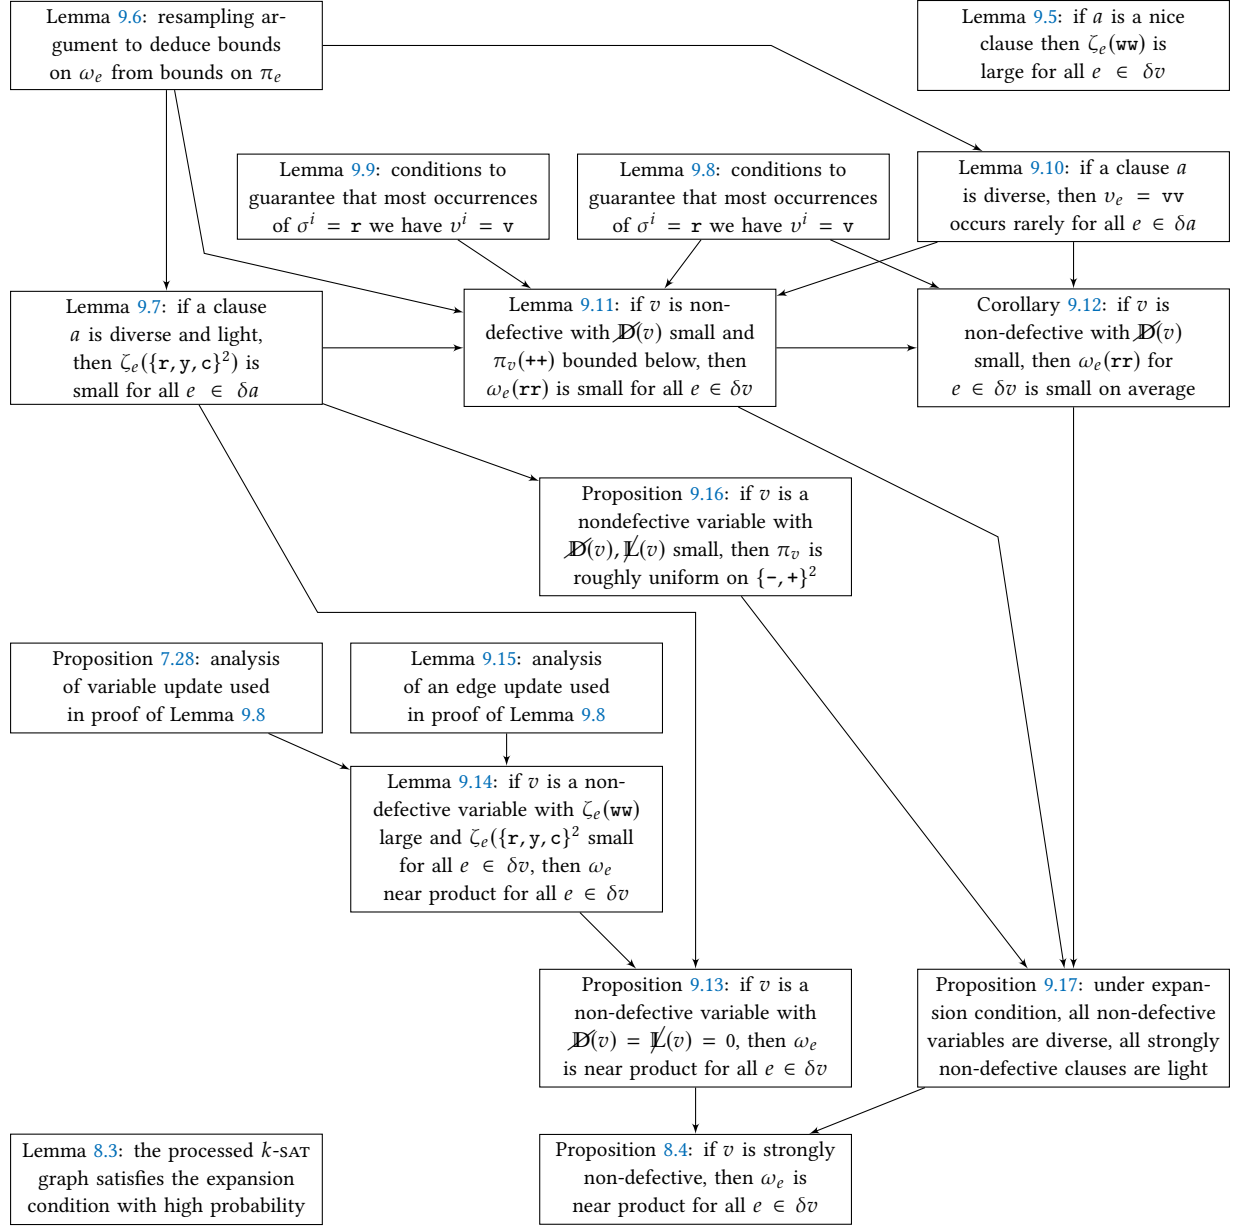 Lemma 9.6: resampling ar-
gument to deduce bounds
on ωₑ from bounds on πₑ
Lemma 9.5: if a is a nice
clause then ζₑ(ww) is
large for all e ∈ δv
Lemma 9.9: conditions to
guarantee that most occurrences
of σⁱ = r we have υⁱ = v
Lemma 9.8: conditions to
guarantee that most occurrences
of σⁱ = r we have υⁱ = v
Lemma 9.10: if a clause a
is diverse, then υₑ = vv
occurs rarely for all e ∈ δa
Lemma 9.7: if a clause
a is diverse and light,
then ζₑ({r, y, c}²) is
small for all e ∈ δa
Lemma 9.11: if v is non-
defective with D̸(v) small and
πᵥ(++) bounded below, then
ωₑ(rr) is small for all e ∈ δv
Corollary 9.12: if v is
non-defective with D̸(v)
small, then ωₑ(rr) for
e ∈ δv is small on average
Proposition 9.16: if v is a
nondefective variable with
D̸(v), L̸(v) small, then πᵥ is
roughly uniform on {-, +}²
Proposition 7.28: analysis
of variable update used
in proof of Lemma 9.8
Lemma 9.15: analysis
of an edge update used
in proof of Lemma 9.8
Lemma 9.14: if v is a non-
defective variable with ζₑ(ww)
large and ζₑ({r, y, c}² small
for all e ∈ δv, then ωₑ
near product for all e ∈ δv
Proposition 9.13: if v is a
non-defective variable with
D̸(v) = L̸(v) = 0, then ωₑ
is near product for all e ∈ δv
Proposition 9.17: under expan-
sion condition, all non-defective
variables are diverse, all strongly
non-defective clauses are light
Lemma 8.3: the processed k-SAT
graph satisfies the expansion
condition with high probability
Proposition 8.4: if v is strongly
non-defective, then ωₑ is
near product for all e ∈ δv